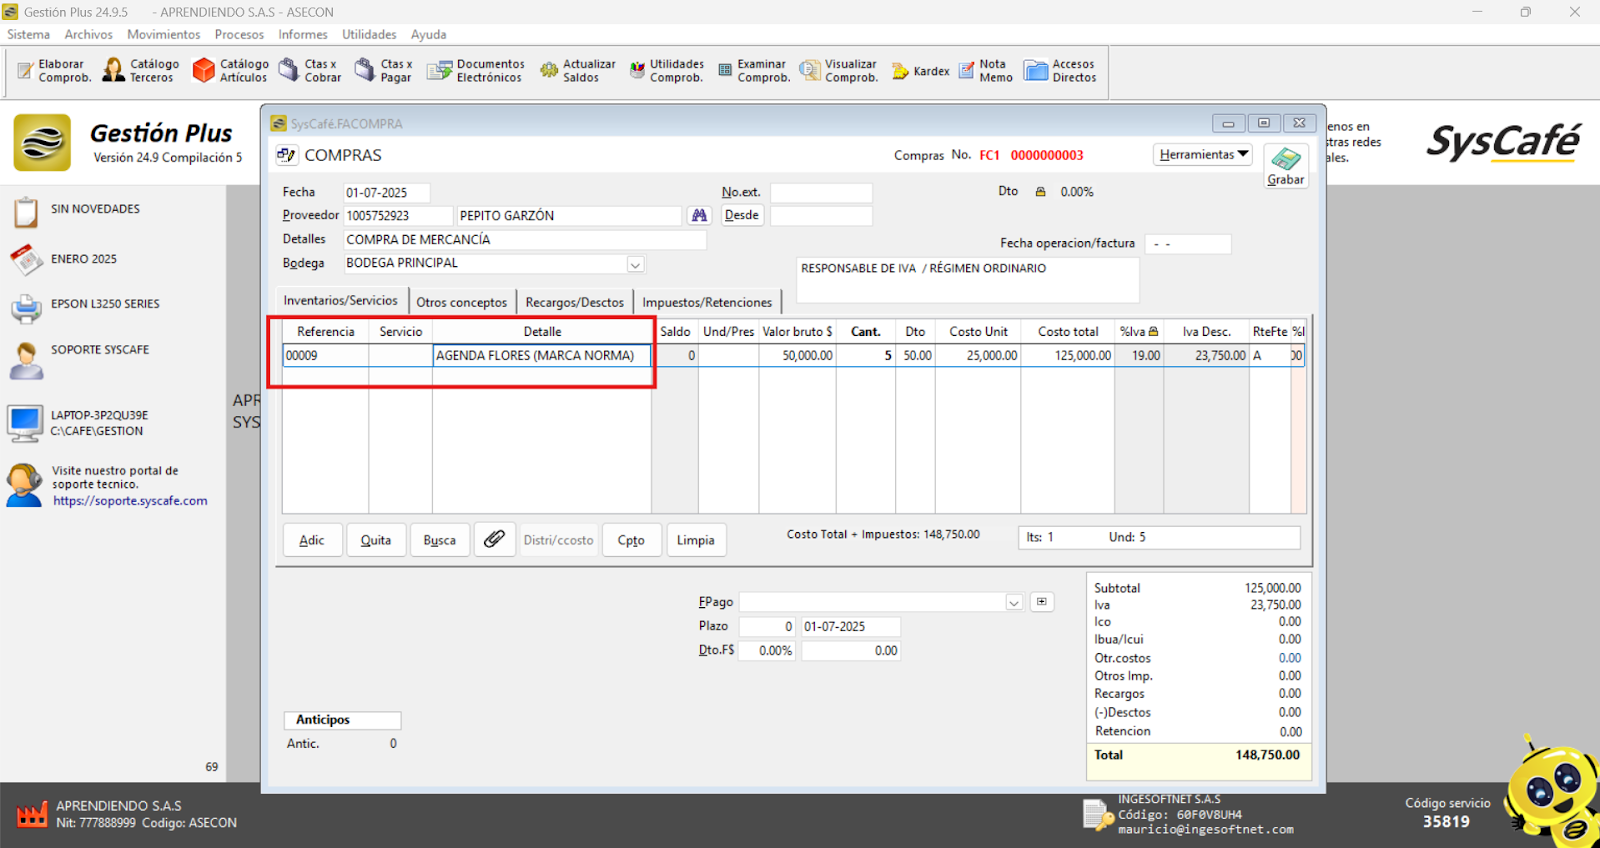 Gestión Plus 24.9.5 - APRENDIENDO S.A.S - ASECON
Sistema Archivos Movimientos Procesos Informes Utilidades Ayuda
Elaborar Comprob.
Catálogo Terceros
Catálogo Artículos
Ctas x Cobrar
Ctas x Pagar
Documentos Electrónicos
Actualizar Saldos
Utilidades Comprob.
Examinar Comprob.
Visualizar Comprob.
Kardex
Nota Memo
Accesos Directos
Gestión Plus
Versión 24.9 Compilación 5
enos en
stras redes
ales.
SysCafé
SIN NOVEDADES
ENERO 2025
EPSON L3250 SERIES
SOPORTE SYSCAFE
LAPTOP-3P2QU39E
C:\CAFE\GESTION
Visite nuestro portal de
soporte tecnico.
https://soporte.syscafe.com
69
APR
SYS
SysCafé.FACOMPRA
COMPRAS
Compras No. FC1 0000000003
Herramientas
Grabar
Fecha 01-07-2025
No.ext.
Dto 0.00%
Proveedor 1005752923 PEPITO GARZÓN
Desde
Detalles COMPRA DE MERCANCÍA
Fecha operacion/factura - -
Bodega BODEGA PRINCIPAL
RESPONSABLE DE IVA / RÉGIMEN ORDINARIO
Inventarios/Servicios Otros conceptos Recargos/Desctos Impuestos/Retenciones
Referencia Servicio Detalle Saldo Und/Pres Valor bruto $ Cant. Dto Costo Unit Costo total %Iva Iva Desc. RteFte %I
00009 AGENDA FLORES (MARCA NORMA) 0 50,000.00 5 50.00 25,000.00 125,000.00 19.00 23,750.00 A 00
Adic Quita Busca Distri/ccosto Cpto Limpia
Costo Total + Impuestos: 148,750.00
Its: 1 Und: 5
FPago
Plazo 0 01-07-2025
Dto.F$ 0.00% 0.00
Subtotal 125,000.00
Iva 23,750.00
Ico 0.00
Ibua/Icui 0.00
Otr.costos 0.00
Otros Imp. 0.00
Recargos 0.00
(-)Desctos 0.00
Retencion 0.00
Total 148,750.00
Anticipos
Antic. 0
APRENDIENDO S.A.S
Nit: 777888999 Codigo: ASECON
INGESOFTNET S.A.S
Código: 60F0V8UH4
mauricio@ingesoftnet.com
Código servicio
35819